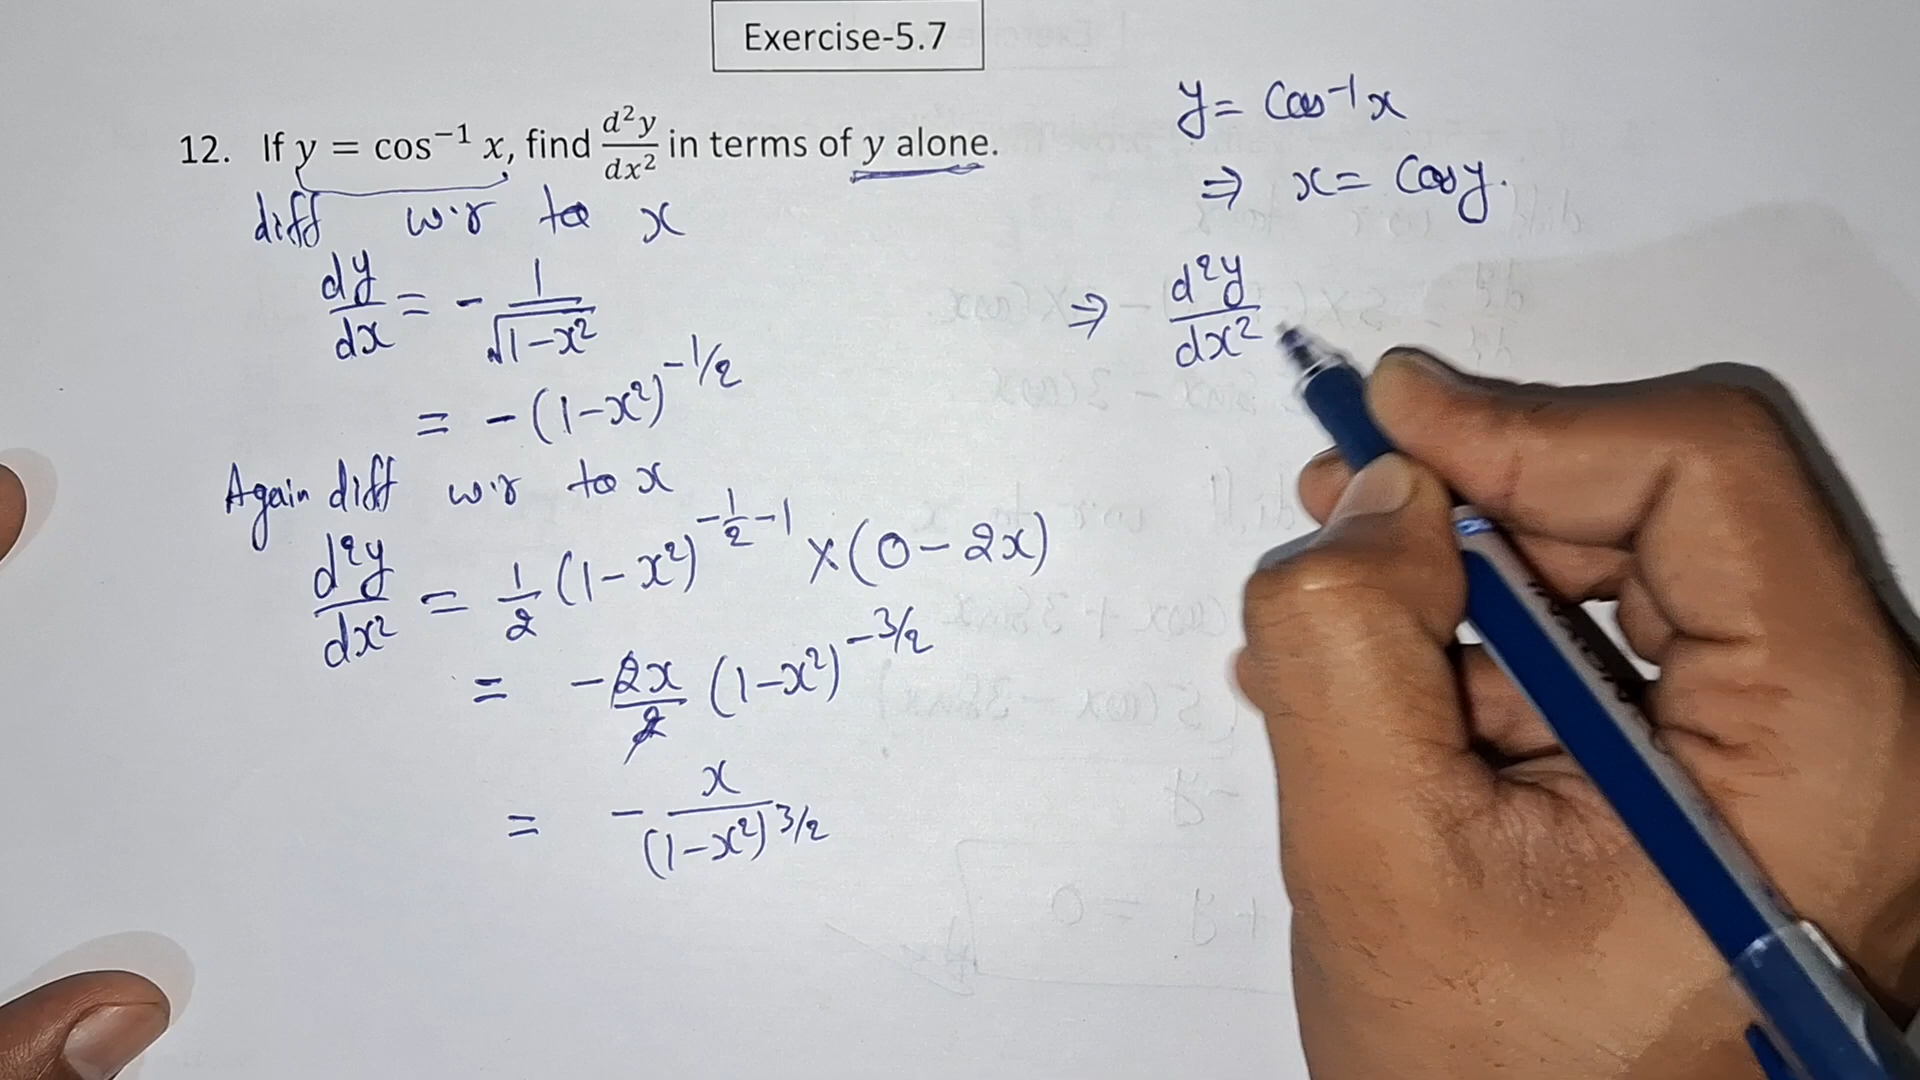 Exercise-5.7
12. If y = cos⁻¹ x, find d²y/dx² in terms of y alone.
diff w.r to x
dy/dx = - 1/√(1-x²)
= -(1-x²)^(-1/2)
Again diff w.r to x
d²y/dx² = 1/2 (1-x²)^(-1/2-1) × (0-2x)
= -2x/2 (1-x²)^(-3/2)
= - x/(1-x²)^(3/2)
y = Cos⁻¹x
⇒ x = Cosy.
⇒ d²y/dx²